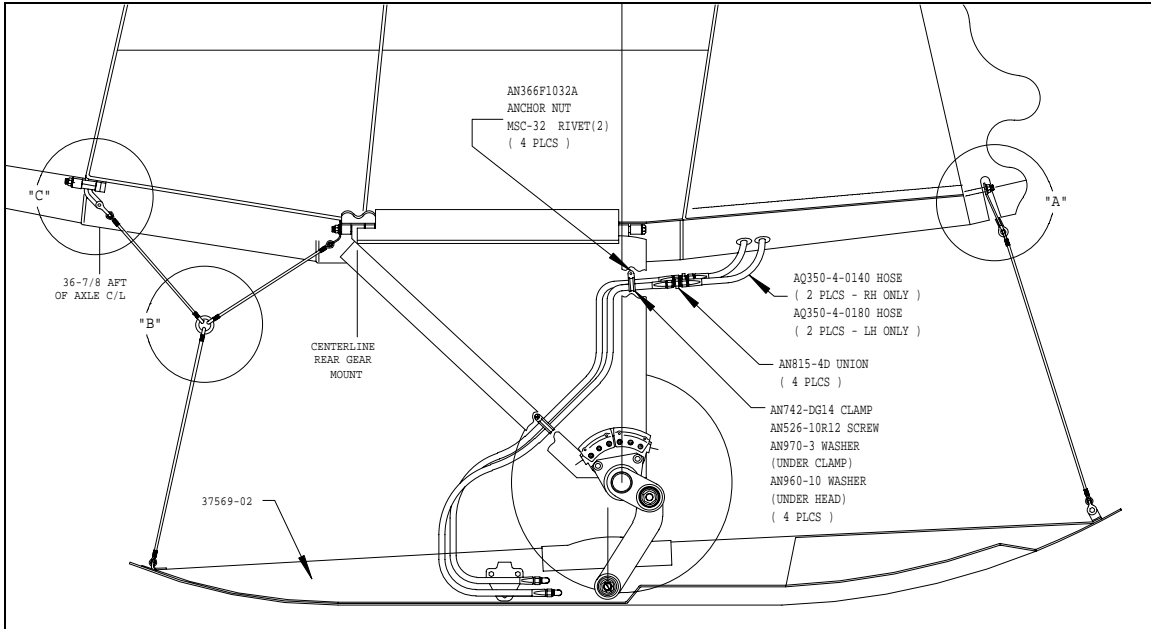 AN366F1032A
ANCHOR NUT
MSC-32 RIVET(2)
( 4 PLCS )
"C"
"A"
36-7/8 AFT
OF AXLE C/L
"B"
CENTERLINE
REAR GEAR
MOUNT
AQ350-4-0140 HOSE
( 2 PLCS - RH ONLY )
AQ350-4-0180 HOSE
( 2 PLCS - LH ONLY )
AN815-4D UNION
( 4 PLCS )
AN742-DG14 CLAMP
AN526-10R12 SCREW
AN970-3 WASHER
(UNDER CLAMP)
AN960-10 WASHER
(UNDER HEAD)
( 4 PLCS )
37569-02